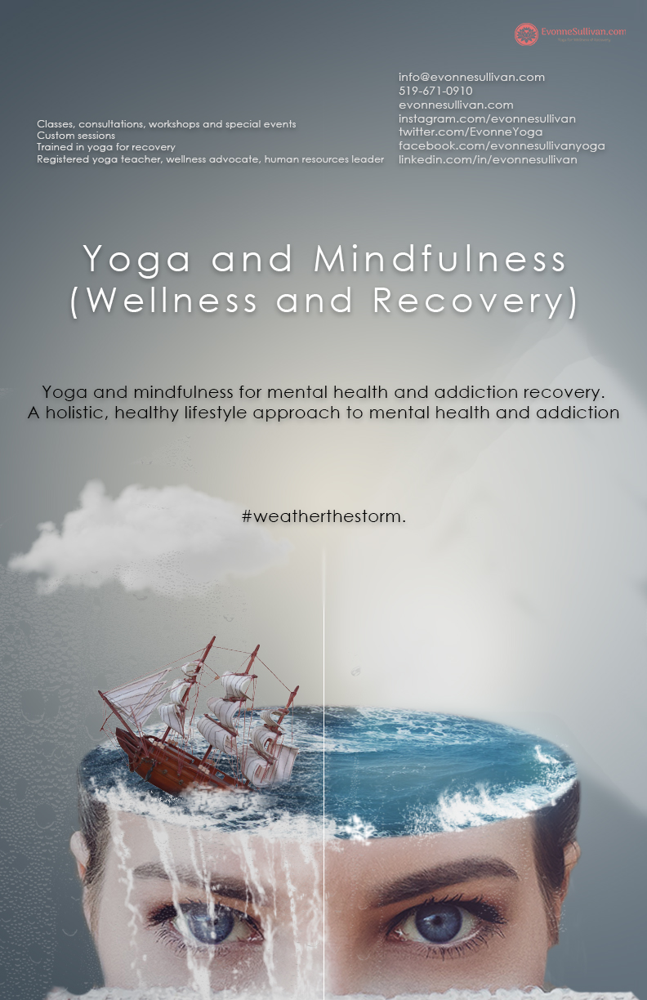 EvonneSullivan.com
info@evonnesullivan.com
519-671-0910
evonnesullivan.com
instagram.com/evonnesullivan
twitter.com/EvonneYoga
facebook.com/evonnesullivanyoga
linkedin.com/in/evonnesullivan
Classes, consultations, workshops and special events
Custom sessions
Trained in yoga for recovery
Registered yoga teacher, wellness advocate, human resources leader
Yoga and Mindfulness
(Wellness and Recovery)
Yoga and mindfulness for mental health and addiction recovery.
A holistic, healthy lifestyle approach to mental health and addiction
#weatherthestorm.